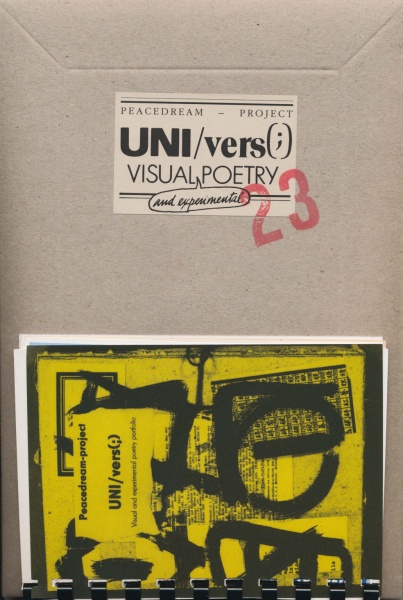 PEACEDREAM – PROJECT
UNI/vers(;)
VISUAL POETRY
and experimental
23
Peacedream-project
UNI/vers(;)
Visual and experimental poetry portfolio